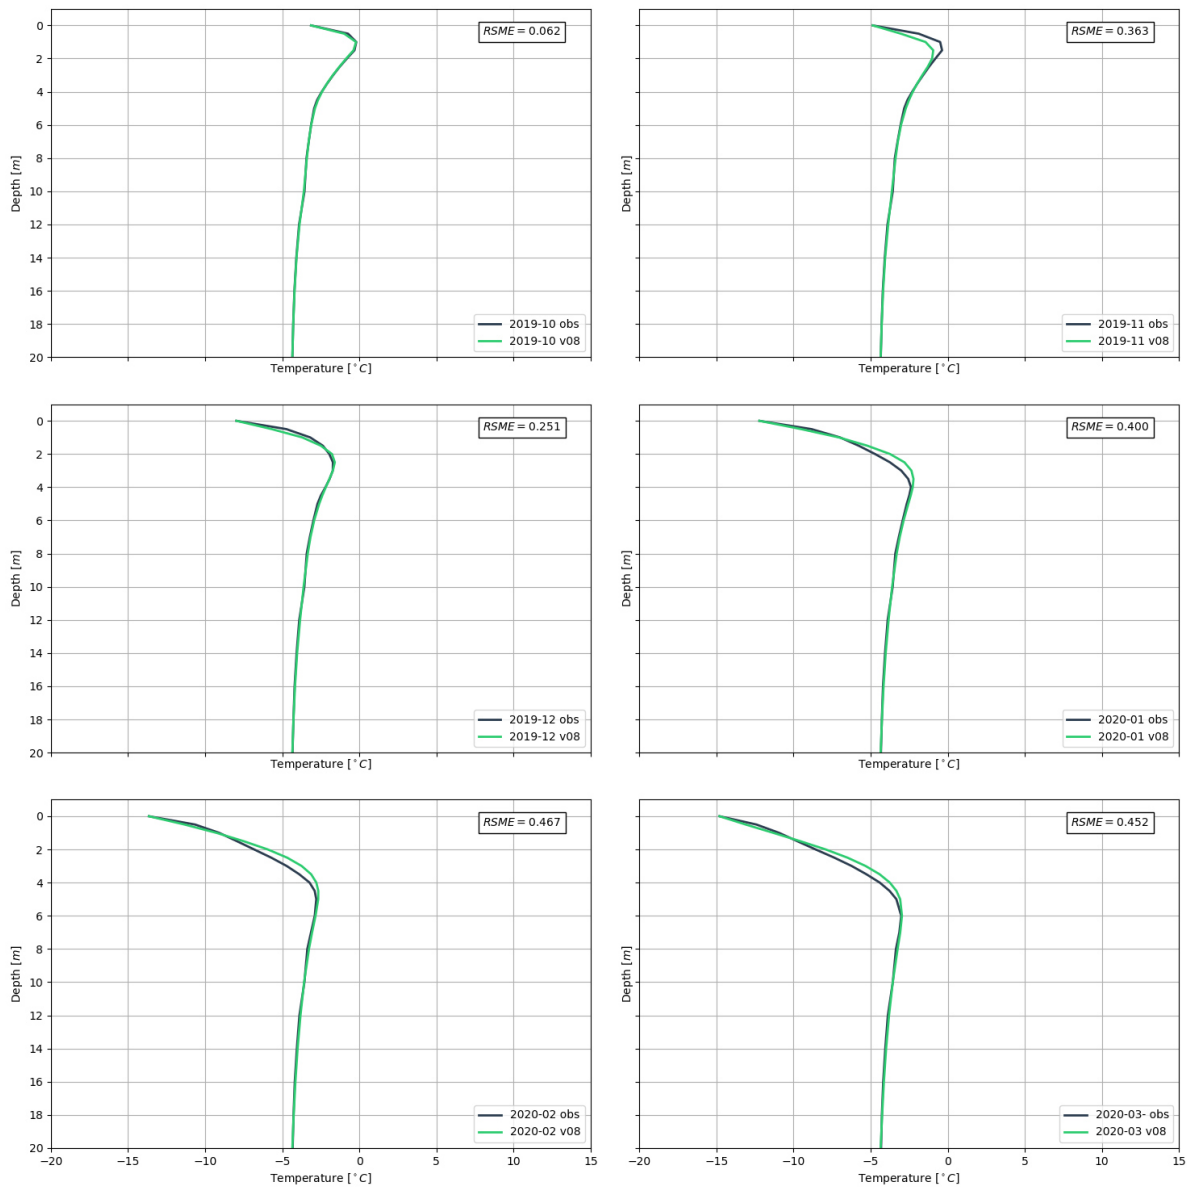 RSME = 0.062
0
2
4
6
8
10
12
14
16
18
20
Depth [m]
2019-10 obs
2019-10 v08
Temperature [°C]
RSME = 0.363
Depth [m]
2019-11 obs
2019-11 v08
Temperature [°C]
RSME = 0.251
0
2
4
6
8
10
12
14
16
18
20
Depth [m]
2019-12 obs
2019-12 v08
Temperature [°C]
RSME = 0.400
Depth [m]
2020-01 obs
2020-01 v08
Temperature [°C]
RSME = 0.467
0
2
4
6
8
10
12
14
16
18
20
Depth [m]
2020-02 obs
2020-02 v08
−20 −15 −10 −5 0 5 10 15
Temperature [°C]
RSME = 0.452
Depth [m]
2020-03- obs
2020-03 v08
−20 −15 −10 −5 0 5 10 15
Temperature [°C]